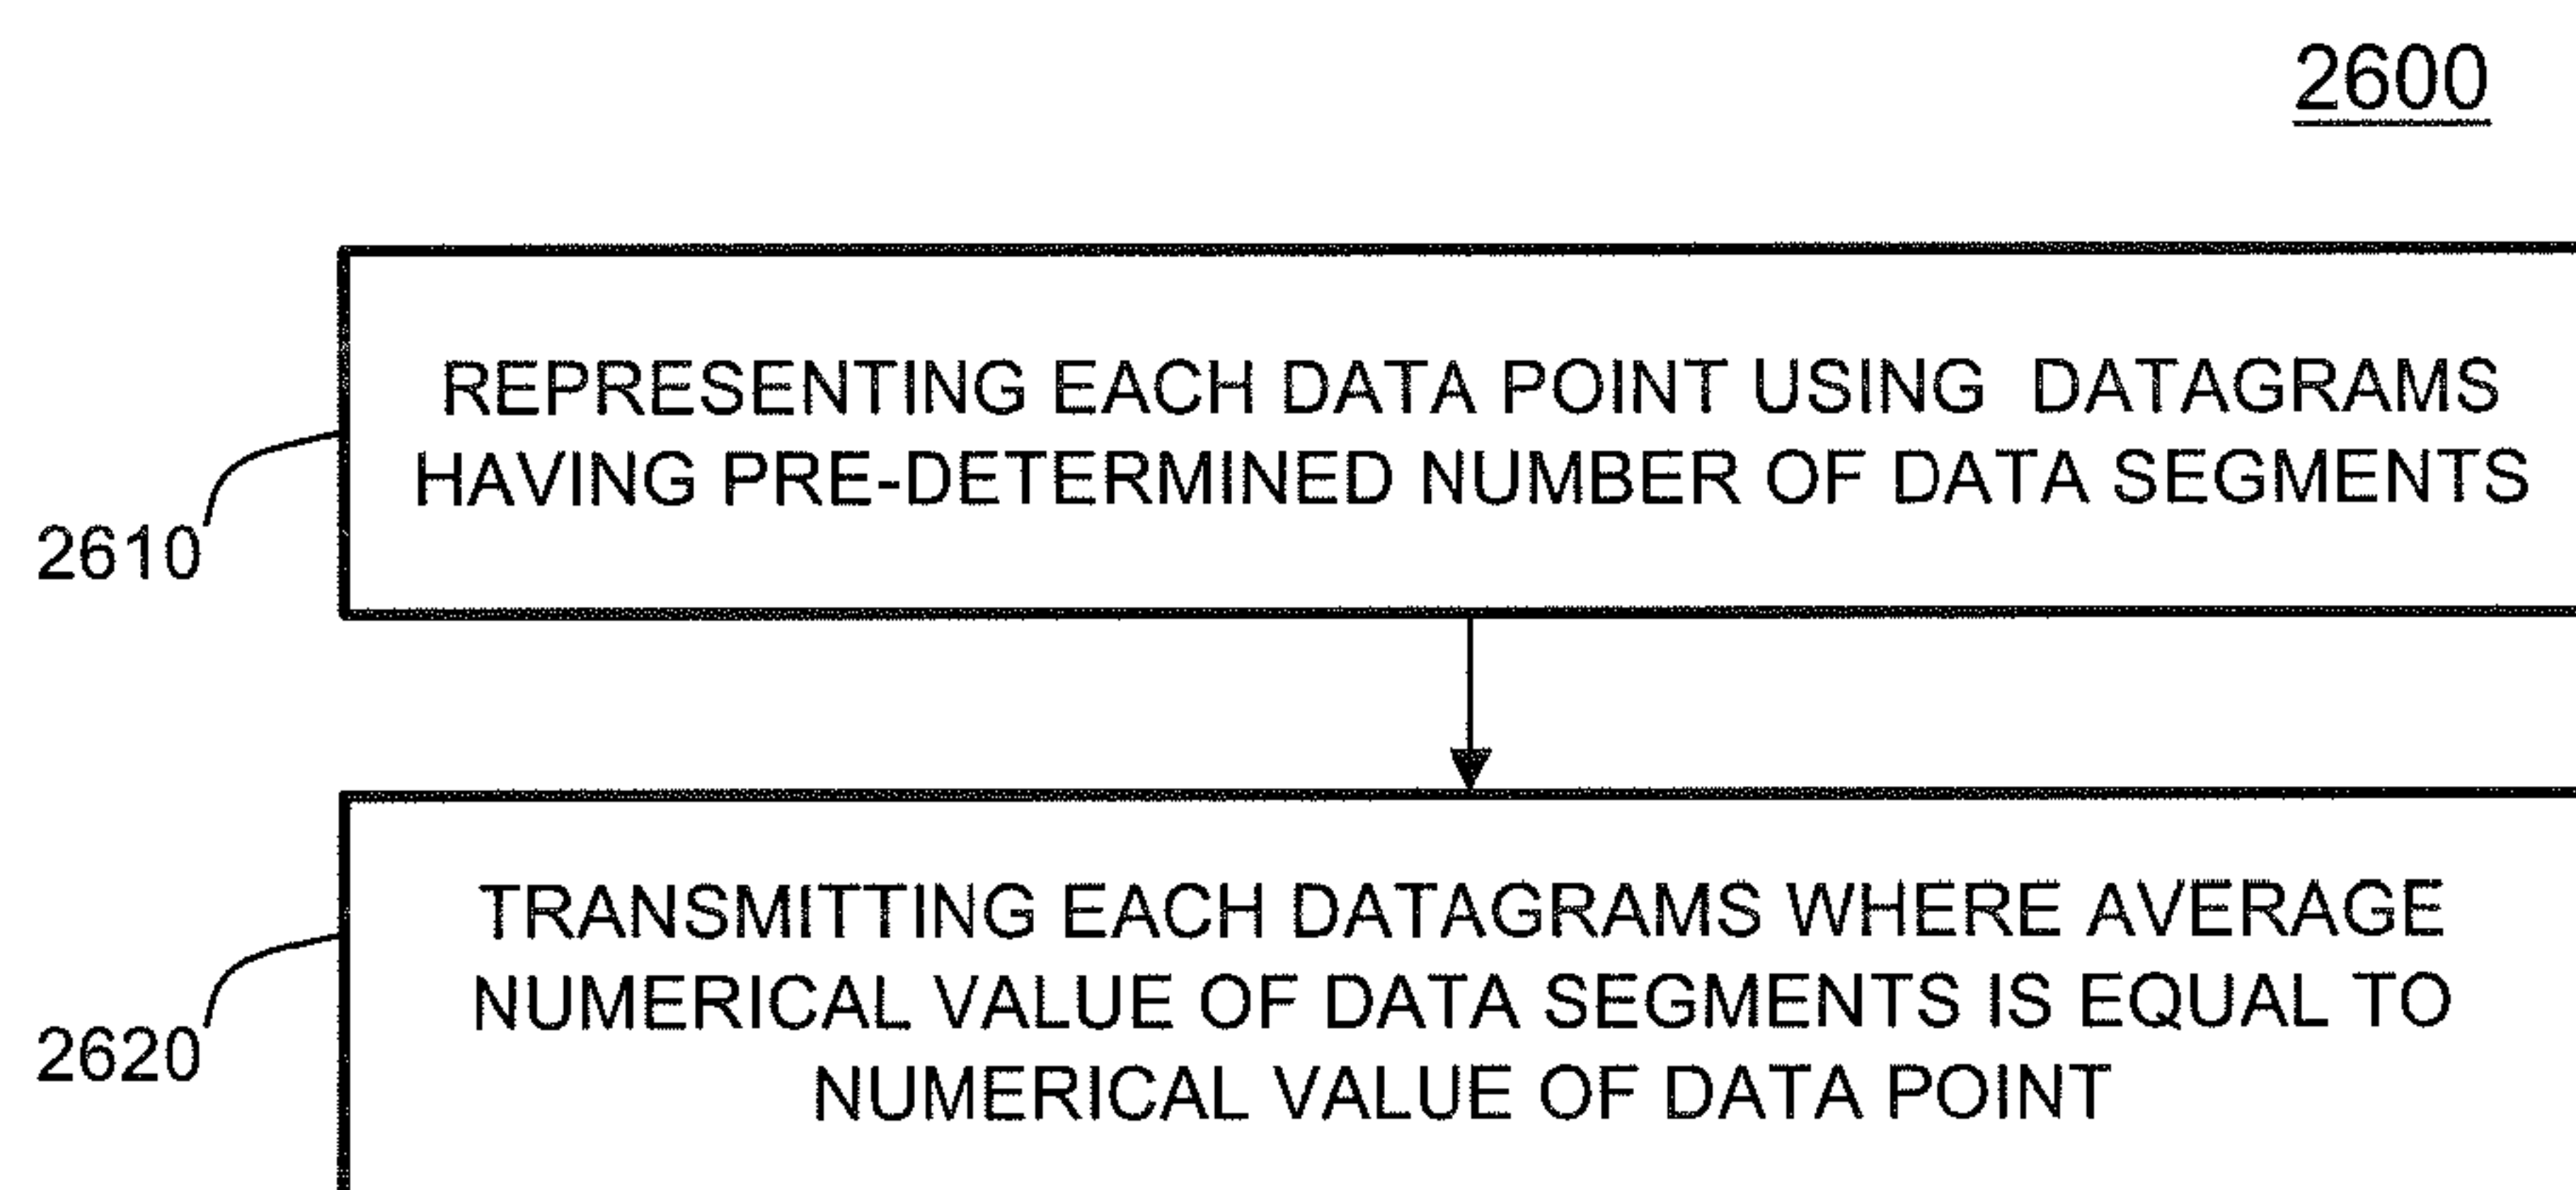 2600
REPRESENTING EACH DATA POINT USING DATAGRAMS
HAVING PRE-DETERMINED NUMBER OF DATA SEGMENTS
2610
TRANSMITTING EACH DATAGRAMS WHERE AVERAGE
NUMERICAL VALUE OF DATA SEGMENTS IS EQUAL TO
NUMERICAL VALUE OF DATA POINT
2620